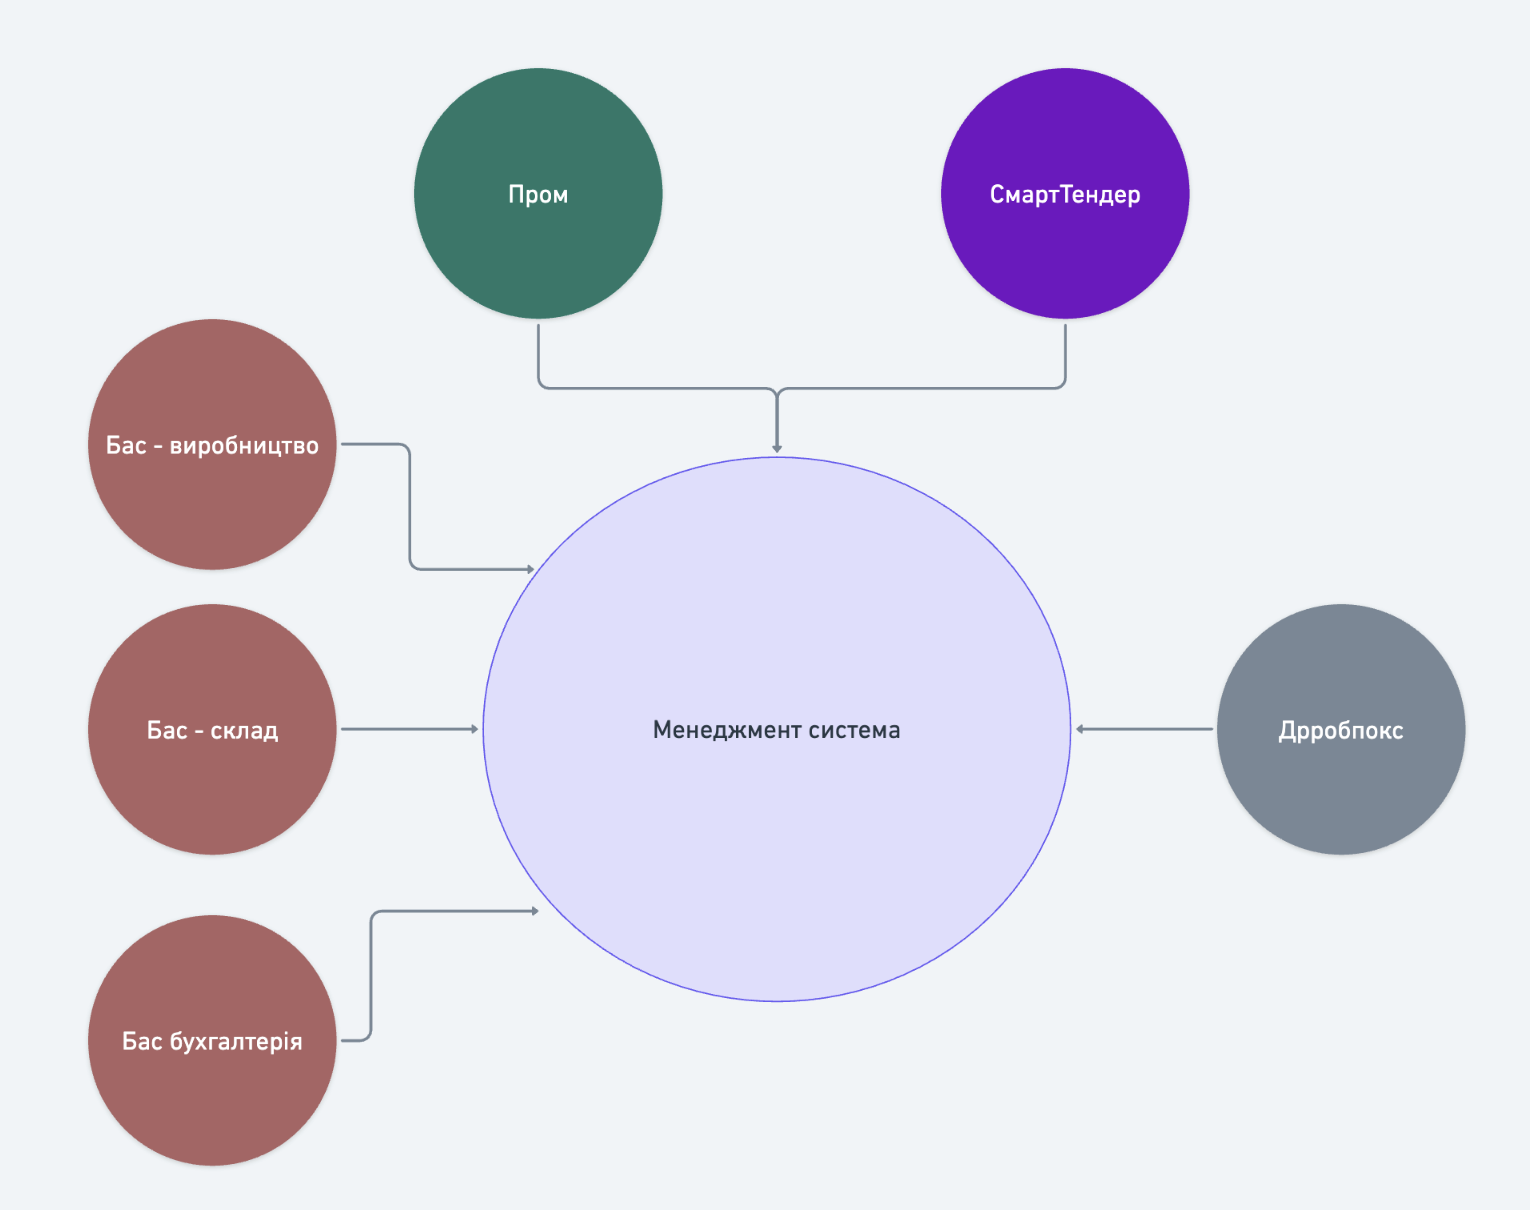 Пром
СмартТендер
Бас - виробництво
Бас - склад
Менеджмент система
Дрробпокс
Бас бухгалтерія